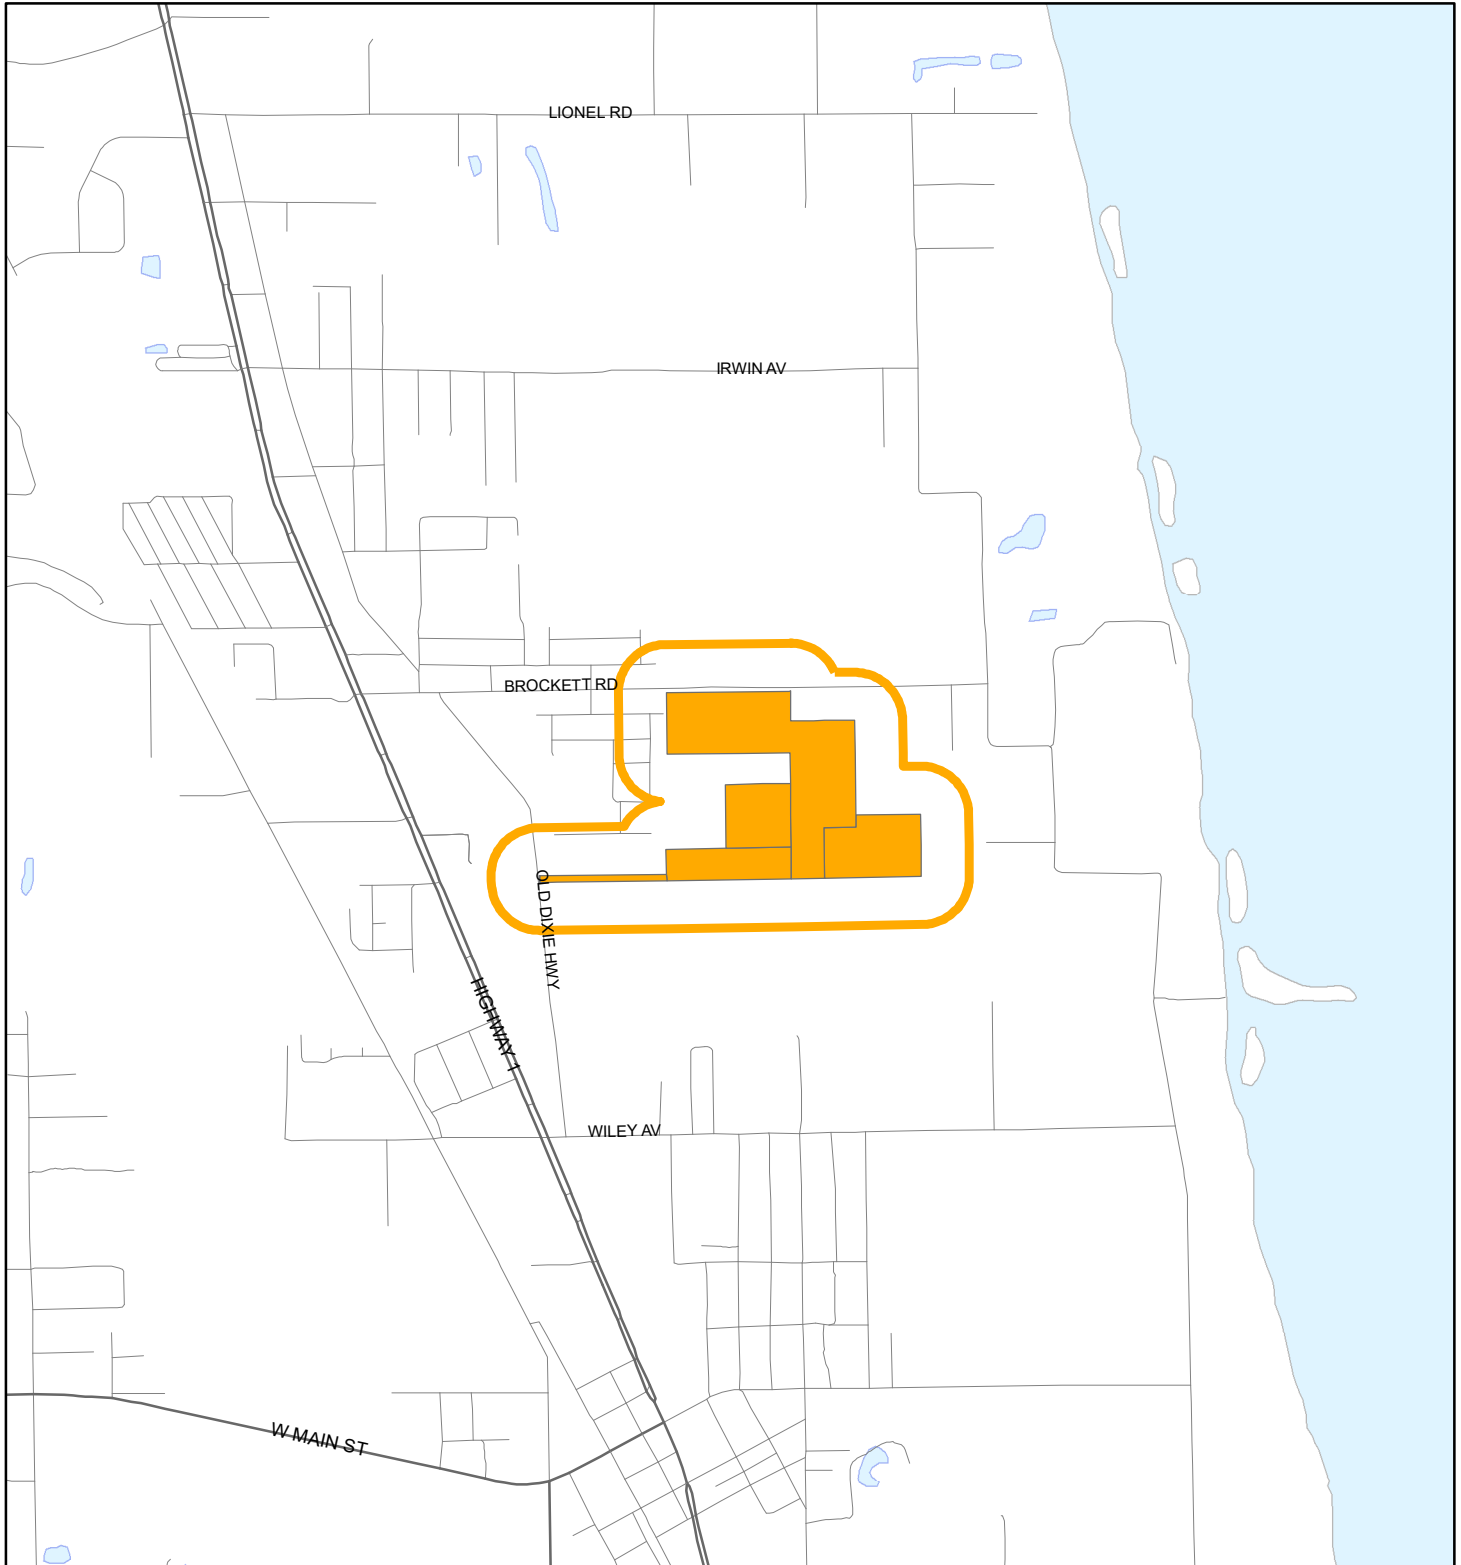 LIONEL RD
IRWIN AV
BROCKETT RD
OLD DIXIE HWY
HIGHWAY 1
WILEY AV
W MAIN ST